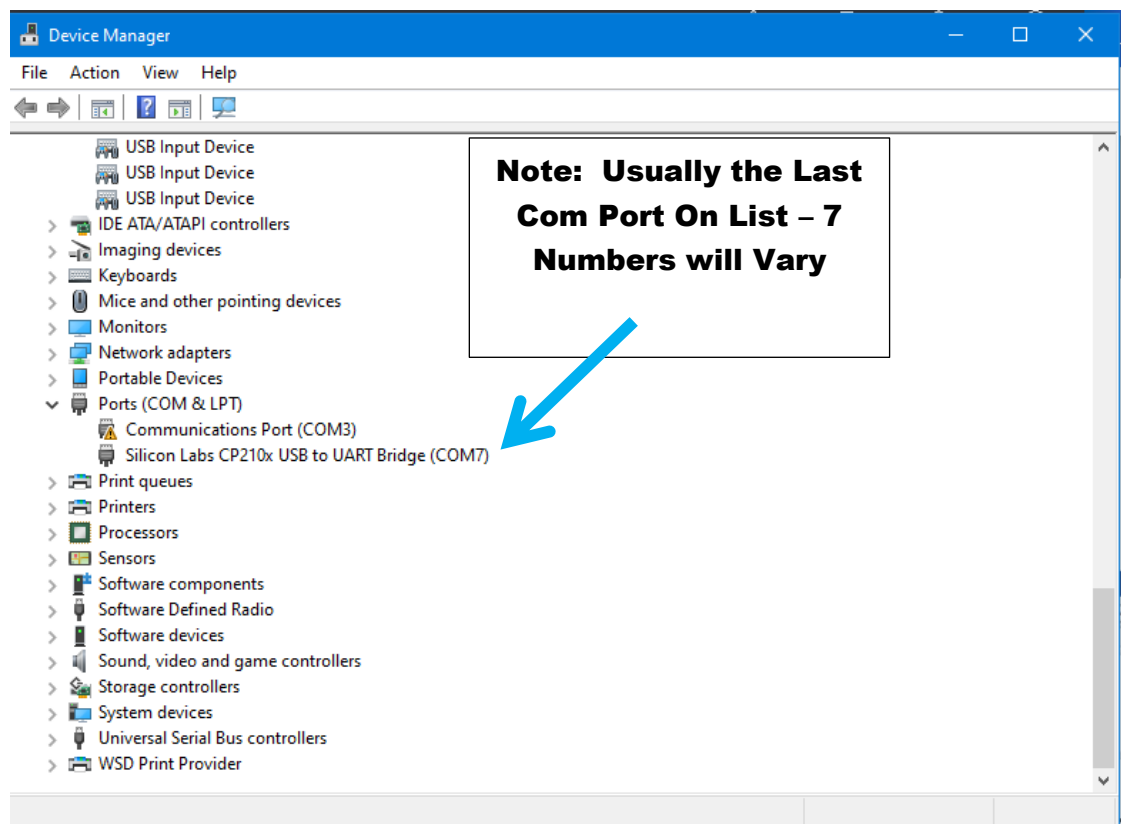 Device Manager
File Action View Help
USB Input Device
USB Input Device
USB Input Device
IDE ATA/ATAPI controllers
Imaging devices
Keyboards
Mice and other pointing devices
Monitors
Network adapters
Portable Devices
Ports (COM & LPT)
Communications Port (COM3)
Silicon Labs CP210x USB to UART Bridge (COM7)
Print queues
Printers
Processors
Sensors
Software components
Software Defined Radio
Software devices
Sound, video and game controllers
Storage controllers
System devices
Universal Serial Bus controllers
WSD Print Provider
Note: Usually the Last
Com Port On List – 7
Numbers will Vary